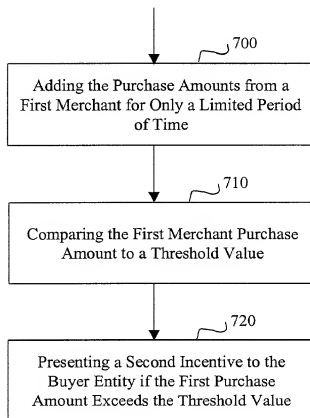 700
Adding the Purchase Amounts from a
First Merchant for Only a Limited Period
of Time
710
Comparing the First Merchant Purchase
Amount to a Threshold Value
720
Presenting a Second Incentive to the
Buyer Entity if the First Purchase
Amount Exceeds the Threshold Value